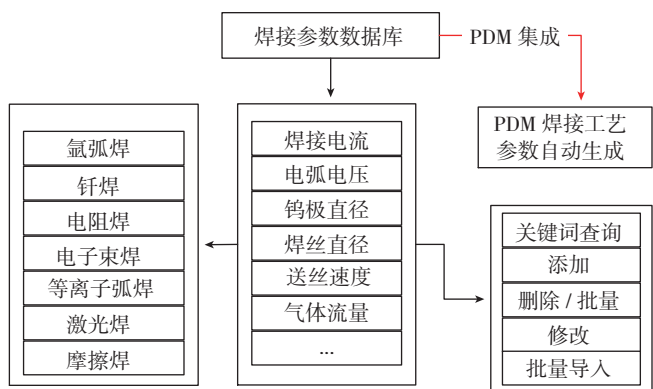 焊接参数数据库
PDM 集成
PDM 焊接工艺
参数自动生成
氩弧焊
钎焊
电阻焊
电子束焊
等离子弧焊
激光焊
摩擦焊
焊接电流
电弧电压
钨极直径
焊丝直径
送丝速度
气体流量
...
关键词查询
添加
删除 / 批量
修改
批量导入